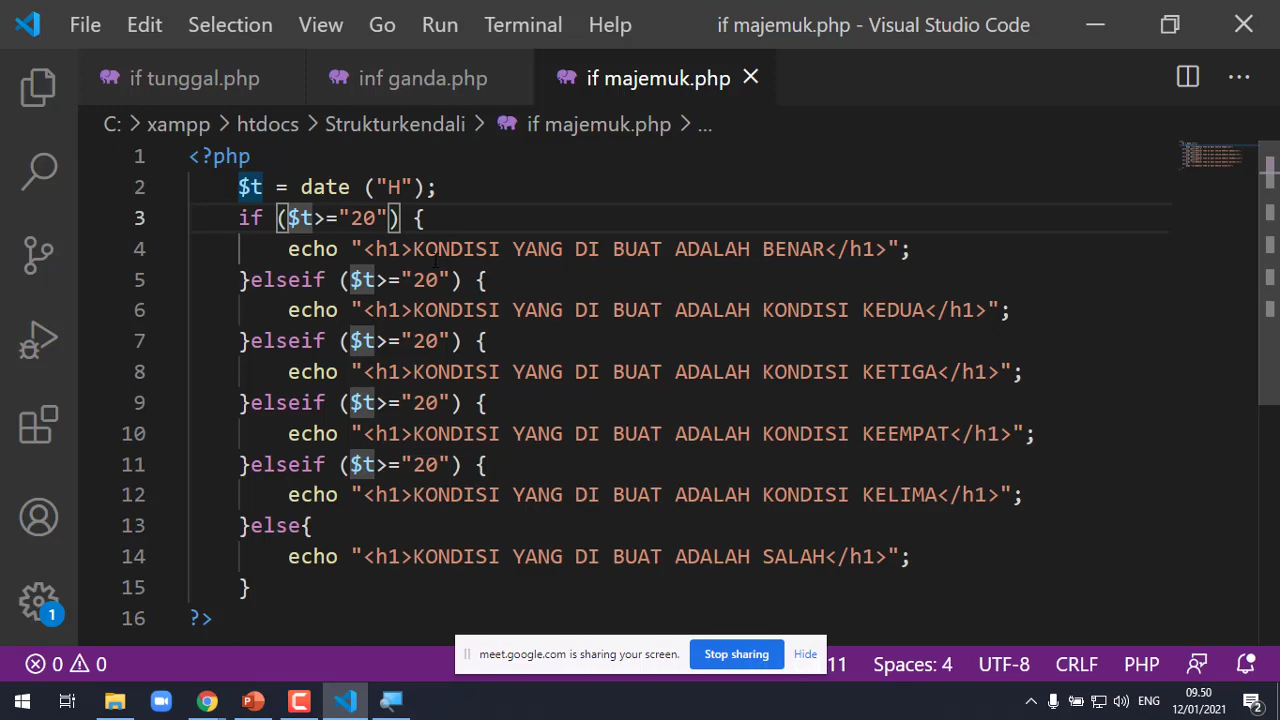 File Edit Selection View Go Run Terminal Help if majemuk.php - Visual Studio Code
if tunggal.php inf ganda.php if majemuk.php
C: > xampp > htdocs > Strukturkendali > if majemuk.php > ...
1 <?php
2 $t = date ("H");
3 if ($t>="20") {
4 echo "<h1>KONDISI YANG DI BUAT ADALAH BENAR</h1>";
5 }elseif ($t>="20") {
6 echo "<h1>KONDISI YANG DI BUAT ADALAH KONDISI KEDUA</h1>";
7 }elseif ($t>="20") {
8 echo "<h1>KONDISI YANG DI BUAT ADALAH KONDISI KETIGA</h1>";
9 }elseif ($t>="20") {
10 echo "<h1>KONDISI YANG DI BUAT ADALAH KONDISI KEEMPAT</h1>";
11 }elseif ($t>="20") {
12 echo "<h1>KONDISI YANG DI BUAT ADALAH KONDISI KELIMA</h1>";
13 }else{
14 echo "<h1>KONDISI YANG DI BUAT ADALAH SALAH</h1>";
15 }
16 ?>
1
meet.google.com is sharing your screen. Stop sharing Hide
0 0 11 Spaces: 4 UTF-8 CRLF PHP
ENG 09.50
12/01/2021 2